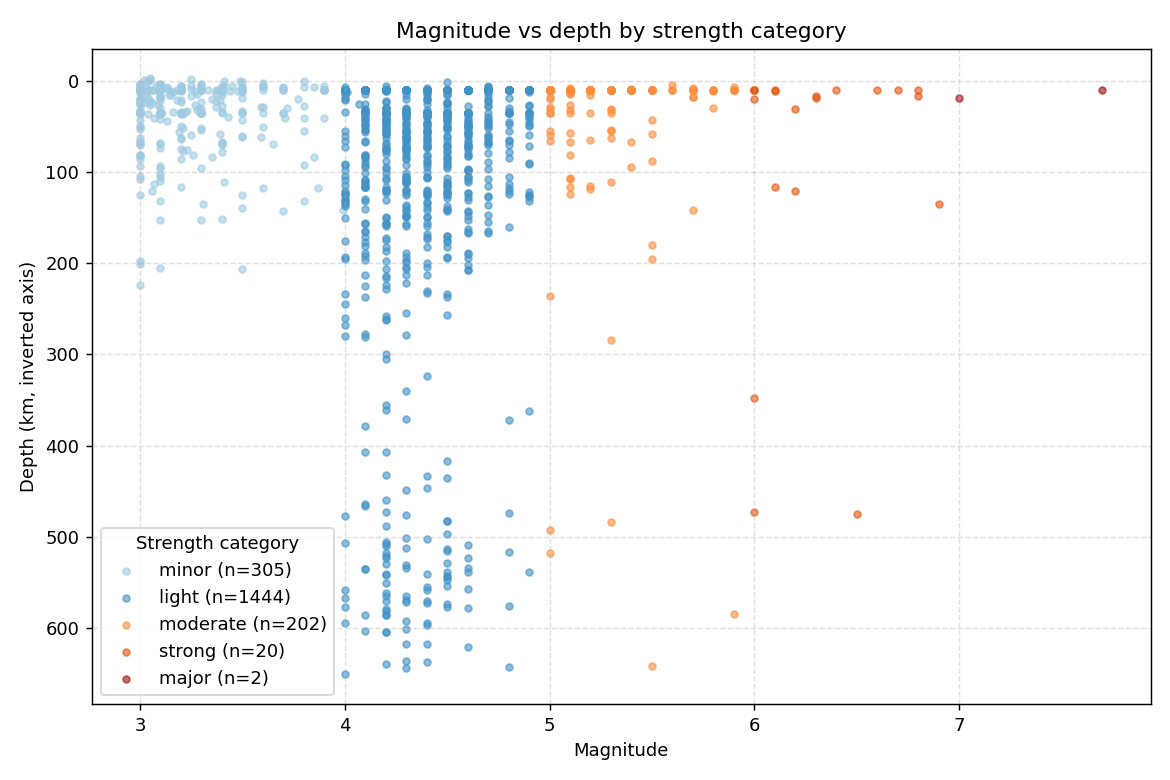 Magnitude vs depth by strength category
Depth (km, inverted axis)
0
100
200
300
400
500
600
Strength category
minor (n=305)
light (n=1444)
moderate (n=202)
strong (n=20)
major (n=2)
3 4 5 6 7
Magnitude